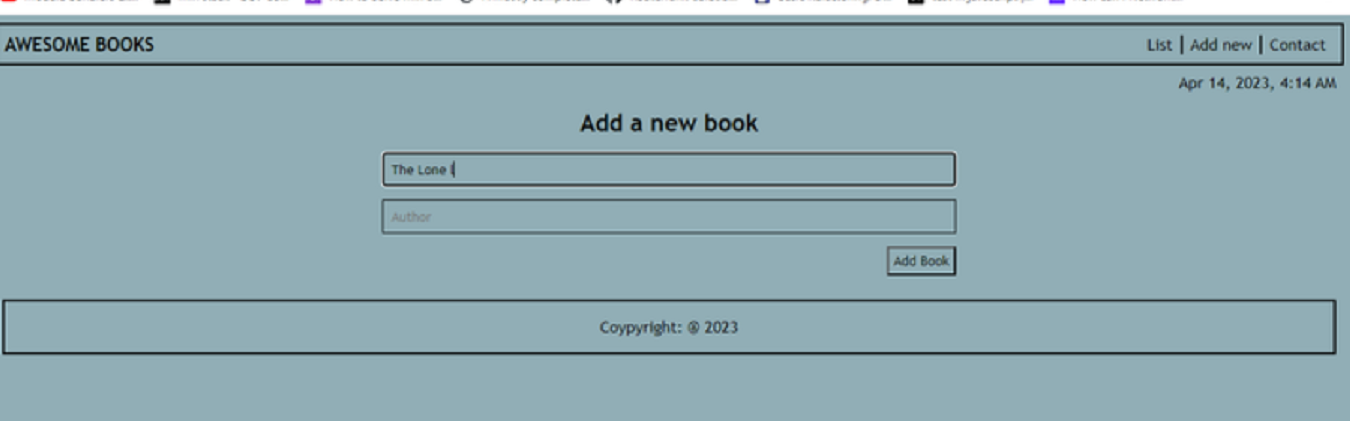 AWESOME BOOKS
List | Add new | Contact
Apr 14, 2023, 4:14 AM
Add a new book
The Lone
Author
Add Book
Coypyright: ® 2023